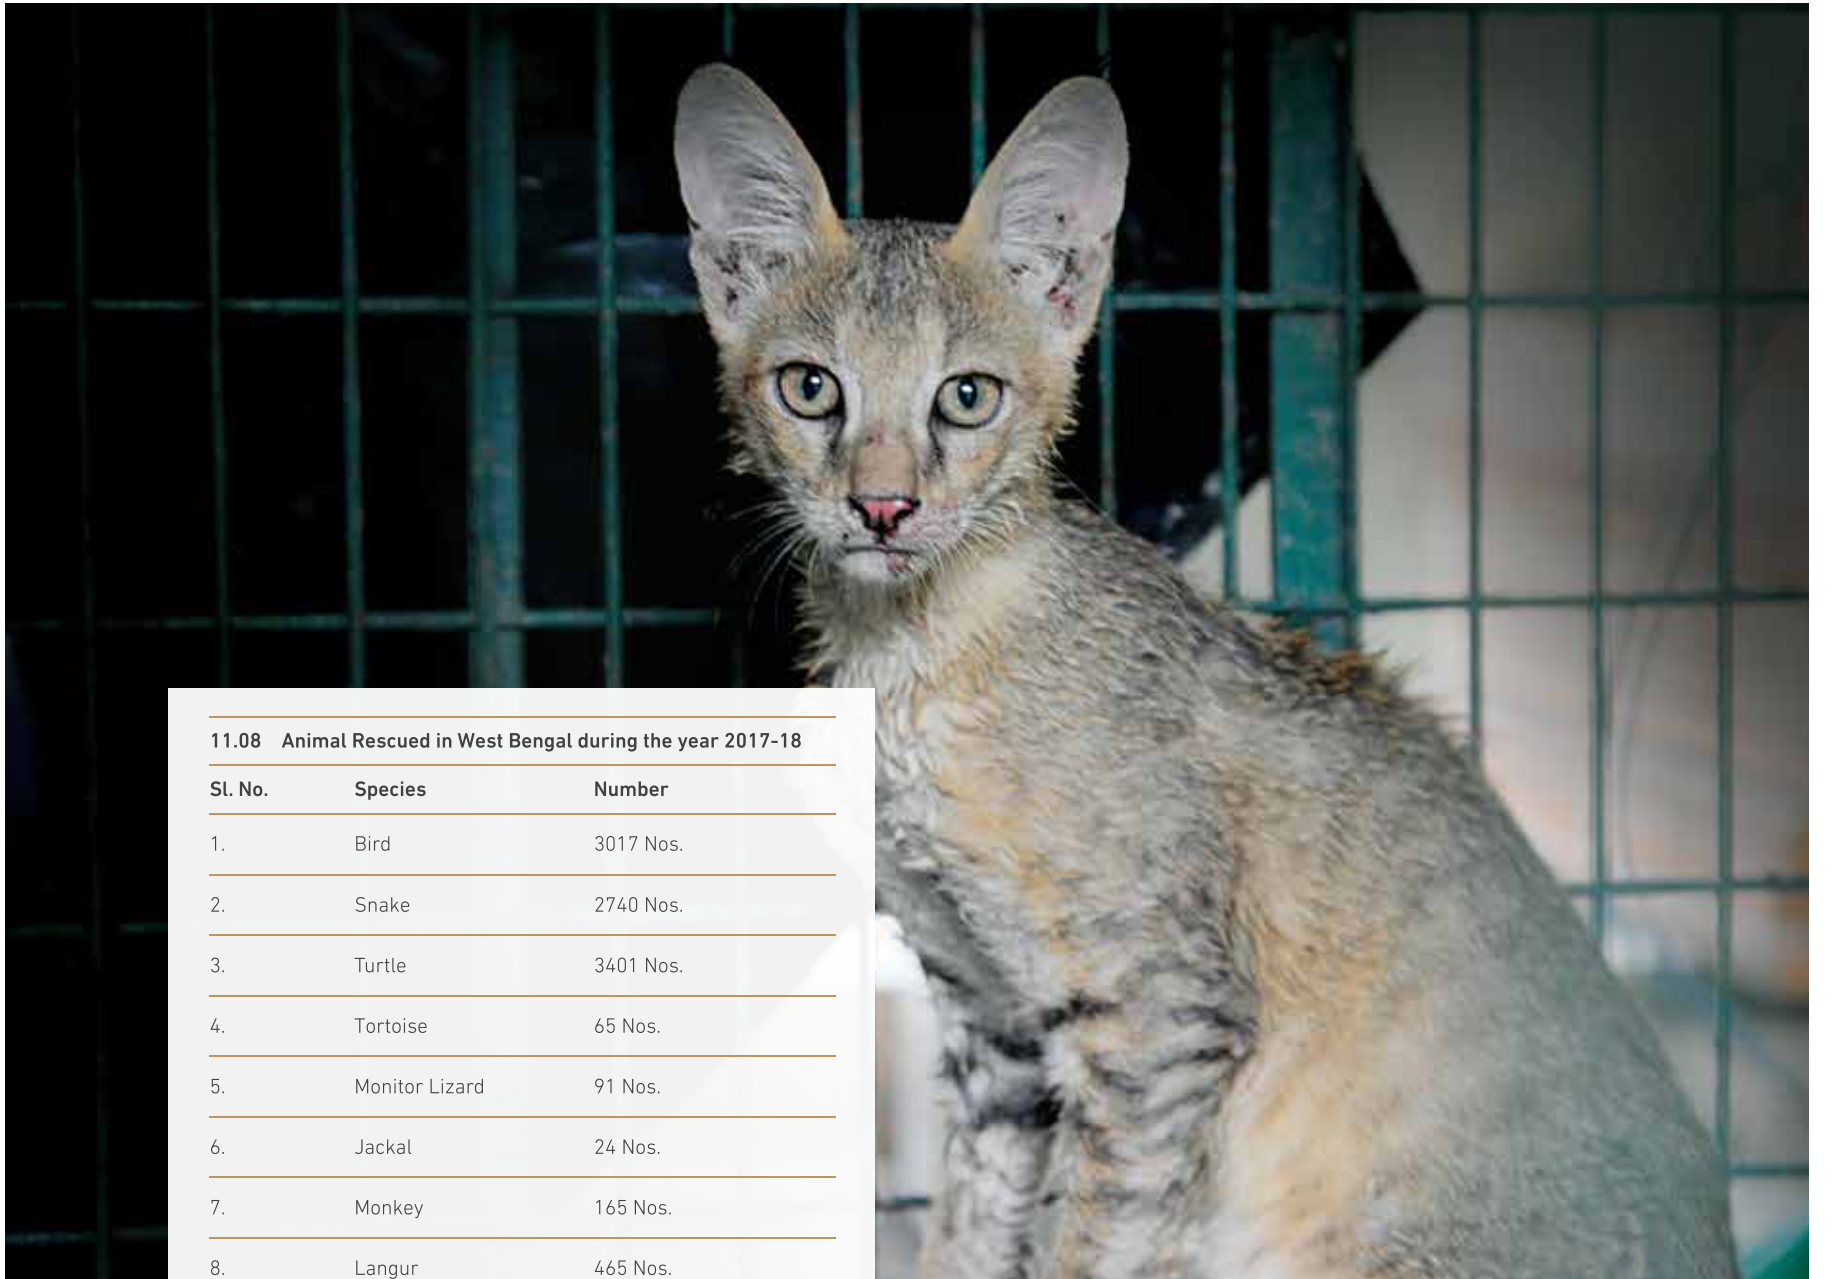 11.08 Animal Rescued in West Bengal during the year 2017-18
Sl. No. Species Number
1. Bird 3017 Nos.
2. Snake 2740 Nos.
3. Turtle 3401 Nos.
4. Tortoise 65 Nos.
5. Monitor Lizard 91 Nos.
6. Jackal 24 Nos.
7. Monkey 165 Nos.
8. Langur 465 Nos.